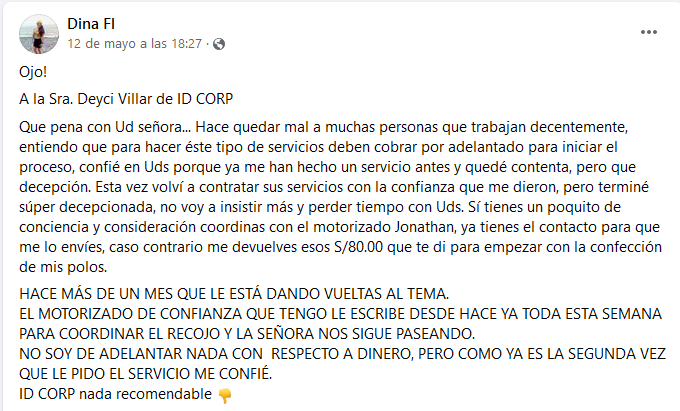 Dina Fl
12 de mayo a las 18:27 ·
Ojo!
A la Sra. Deyci Villar de ID CORP
Que pena con Ud señora... Hace quedar mal a muchas personas que trabajan decentemente,
entiendo que para hacer éste tipo de servicios deben cobrar por adelantado para iniciar el
proceso, confié en Uds porque ya me han hecho un servicio antes y quedé contenta, pero que
decepción. Esta vez volví a contratar sus servicios con la confianza que me dieron, pero terminé
súper decepcionada, no voy a insistir más y perder tiempo con Uds. Sí tienes un poquito de
conciencia y consideración coordinas con el motorizado Jonathan, ya tienes el contacto para que
me lo envíes, caso contrario me devuelves esos S/80.00 que te di para empezar con la confección
de mis polos.
HACE MÁS DE UN MES QUE LE ESTÁ DANDO VUELTAS AL TEMA.
EL MOTORIZADO DE CONFIANZA QUE TENGO LE ESCRIBE DESDE HACE YA TODA ESTA SEMANA
PARA COORDINAR EL RECOJO Y LA SEÑORA NOS SIGUE PASEANDO.
NO SOY DE ADELANTAR NADA CON  RESPECTO A DINERO, PERO COMO YA ES LA SEGUNDA VEZ
QUE LE PIDO EL SERVICIO ME CONFIÉ.
ID CORP nada recomendable 👎